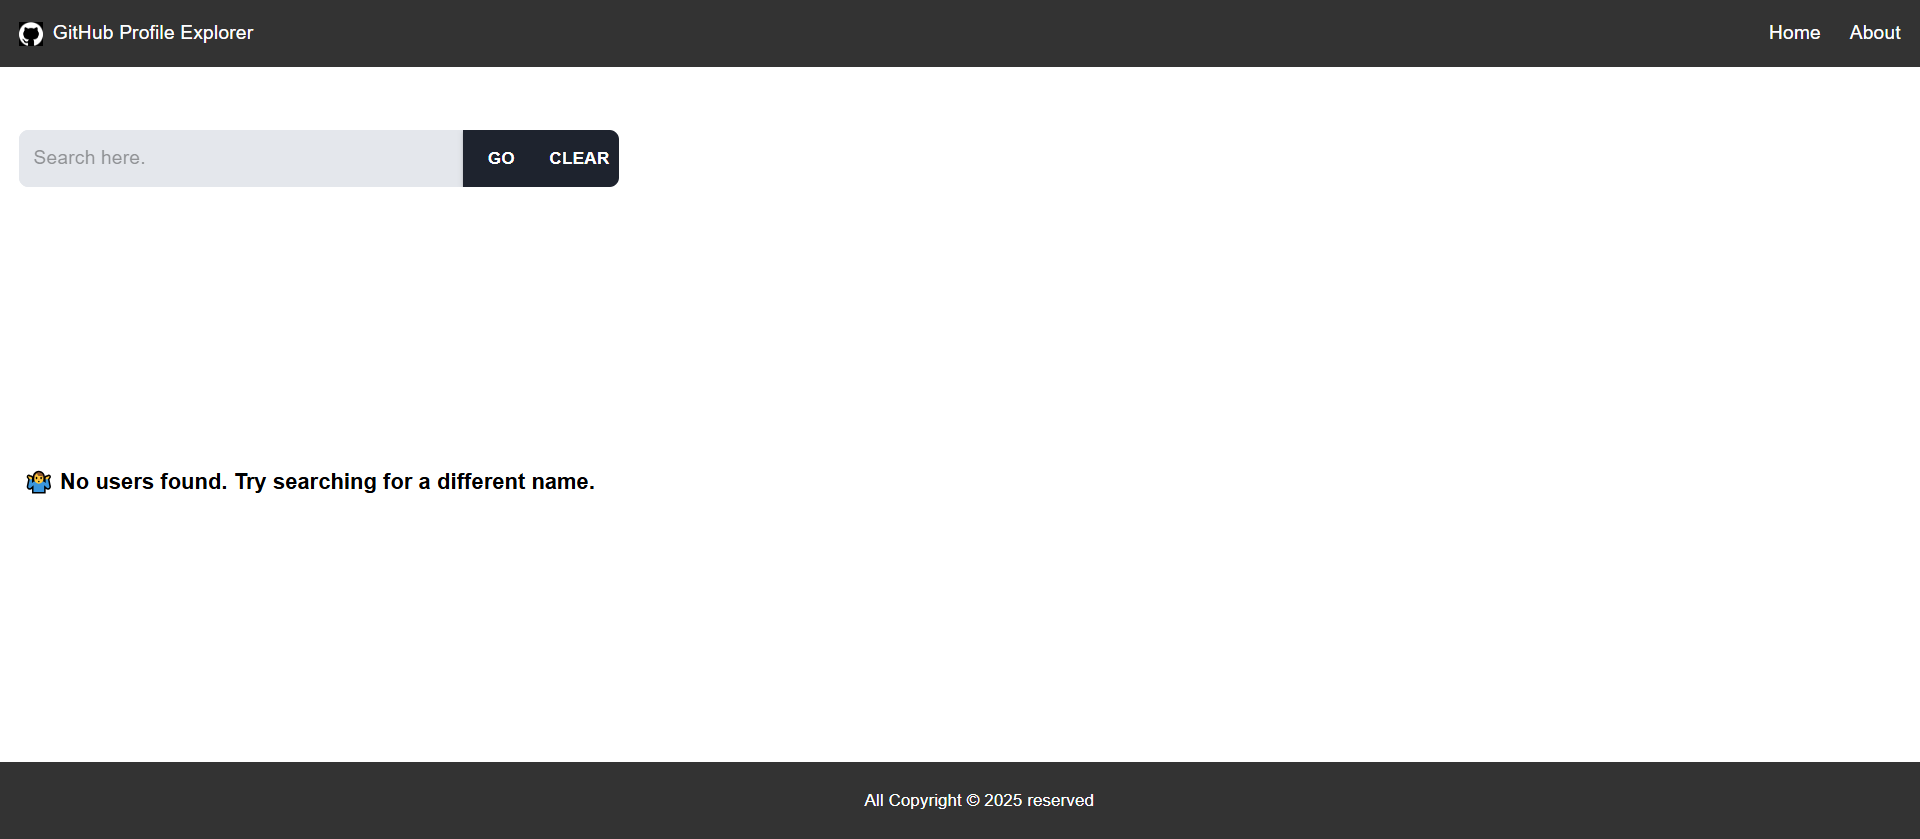 GitHub Profile Explorer
Home
About
Search here.
GO
CLEAR
🤷‍♂️ No users found. Try searching for a different name.
All Copyright © 2025 reserved